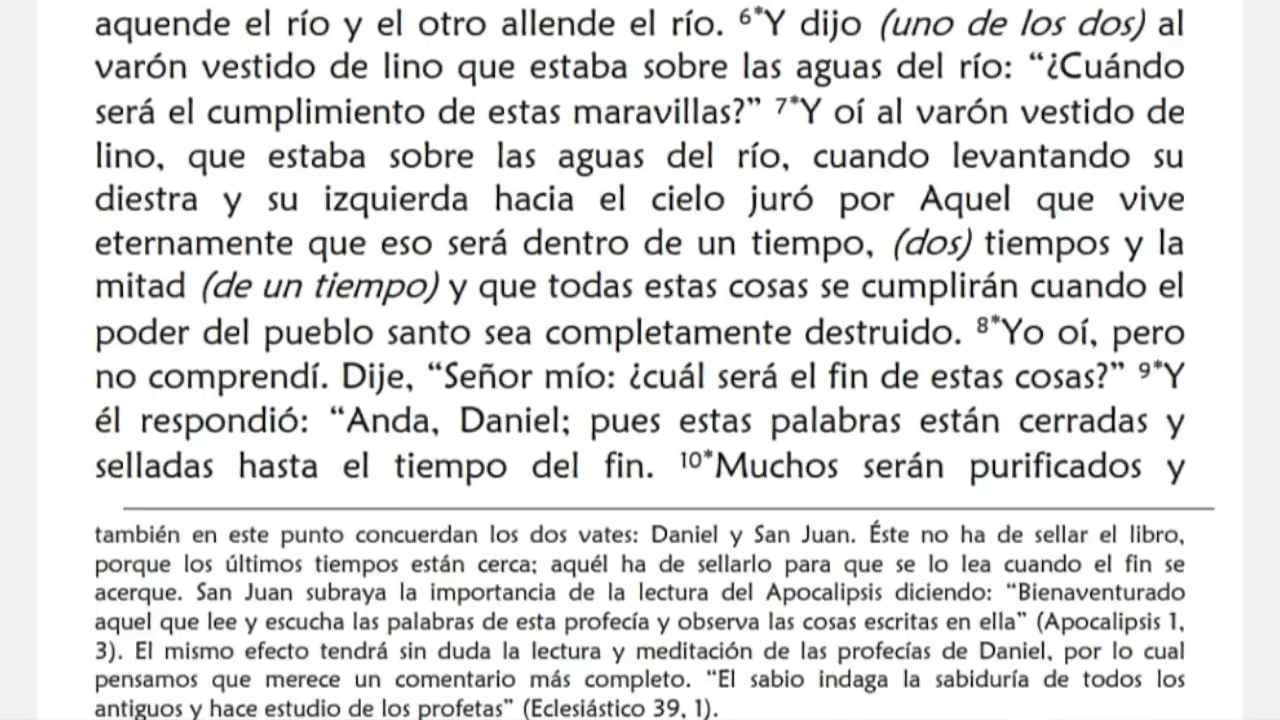 aquende el río y el otro allende el río. 6*Y dijo (uno de los dos) al
varón vestido de lino que estaba sobre las aguas del río: “¿Cuándo
será el cumplimiento de estas maravillas?” 7*Y oí al varón vestido de
lino, que estaba sobre las aguas del río, cuando levantando su
diestra y su izquierda hacia el cielo juró por Aquel que vive
eternamente que eso será dentro de un tiempo, (dos) tiempos y la
mitad (de un tiempo) y que todas estas cosas se cumplirán cuando el
poder del pueblo santo sea completamente destruido. 8*Yo oí, pero
no comprendí. Dije, “Señor mío: ¿cuál será el fin de estas cosas?” 9*Y
él respondió: “Anda, Daniel; pues estas palabras están cerradas y
selladas hasta el tiempo del fin. 10*Muchos serán purificados y
también en este punto concuerdan los dos vates: Daniel y San Juan. Éste no ha de sellar el libro,
porque los últimos tiempos están cerca; aquél ha de sellarlo para que se lo lea cuando el fin se
acerque. San Juan subraya la importancia de la lectura del Apocalipsis diciendo: “Bienaventurado
aquel que lee y escucha las palabras de esta profecía y observa las cosas escritas en ella” (Apocalipsis 1,
3). El mismo efecto tendrá sin duda la lectura y meditación de las profecías de Daniel, por lo cual
pensamos que merece un comentario más completo. “El sabio indaga la sabiduría de todos los
antiguos y hace estudio de los profetas” (Eclesiástico 39, 1).